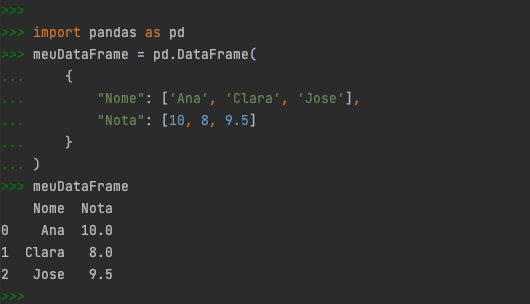 >>>
>>> import pandas as pd
>>> meuDataFrame = pd.DataFrame(
...     {
...         "Nome": ['Ana', 'Clara', 'Jose'],
...         "Nota": [10, 8, 9.5]
...     }
... )
>>> meuDataFrame
    Nome  Nota
0    Ana  10.0
1  Clara   8.0
2   Jose   9.5
>>>